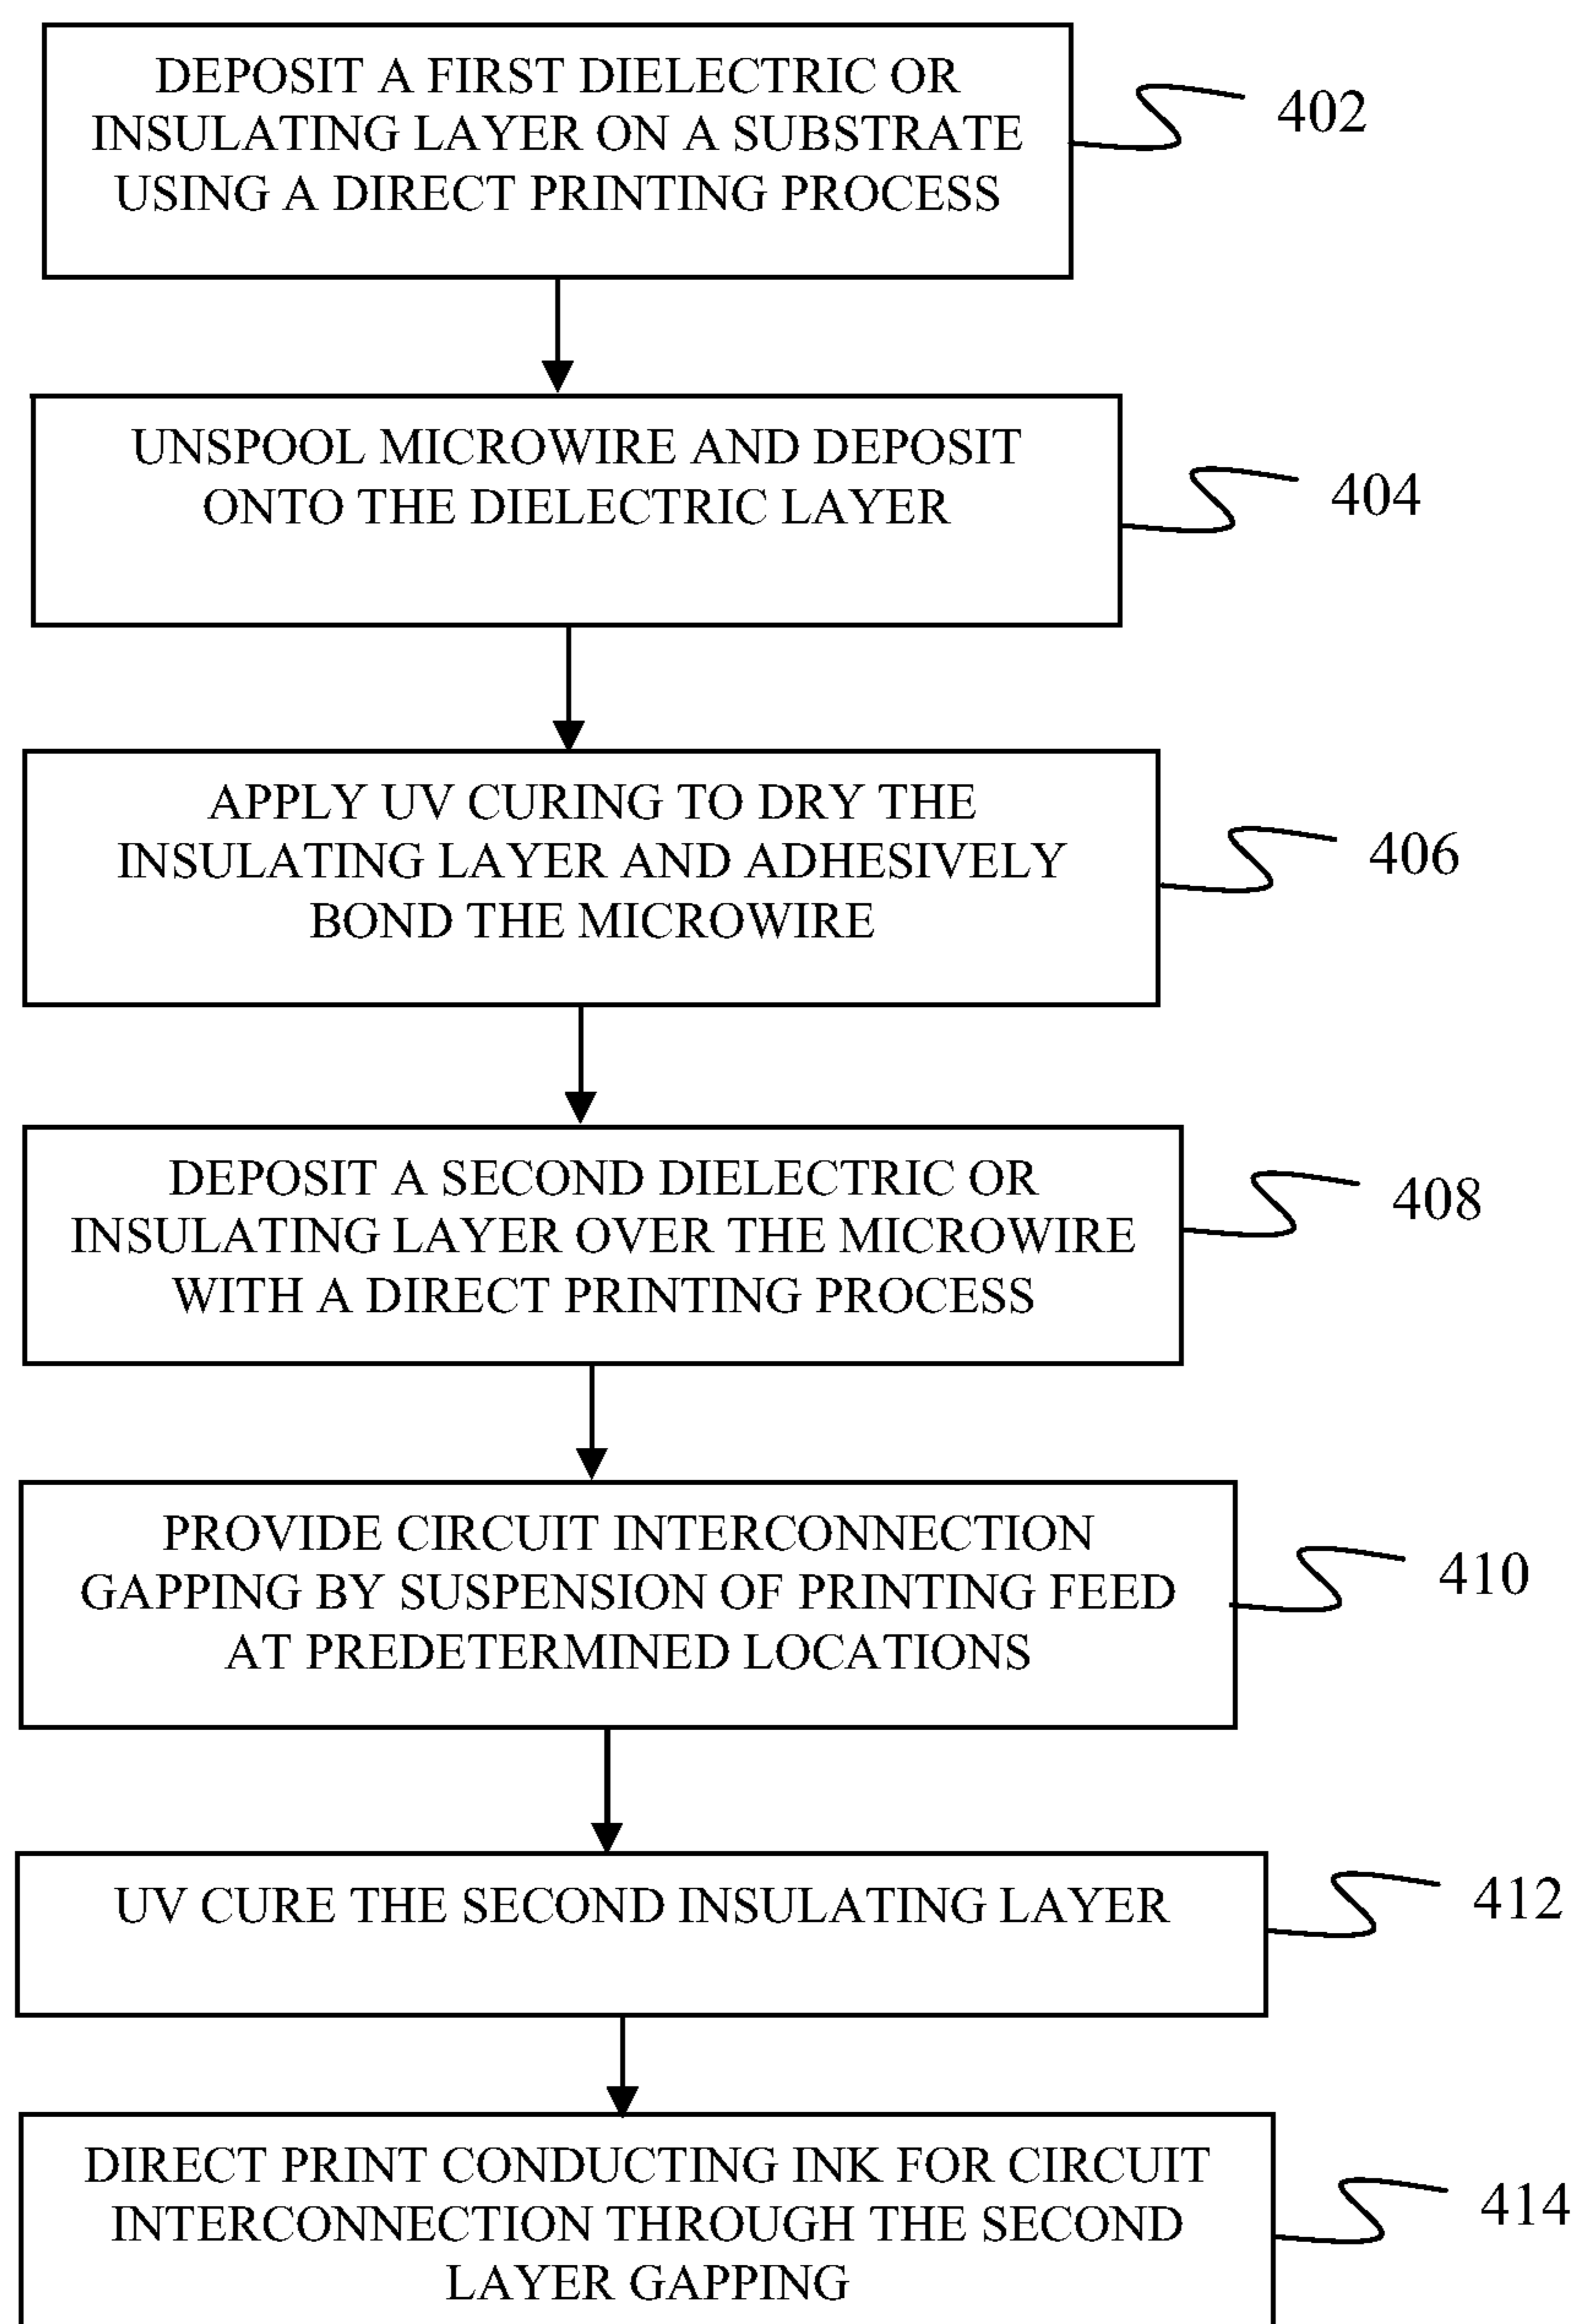 DEPOSIT A FIRST DIELECTRIC OR
INSULATING LAYER ON A SUBSTRATE
USING A DIRECT PRINTING PROCESS
402
UNSPOOL MICROWIRE AND DEPOSIT
ONTO THE DIELECTRIC LAYER
404
APPLY UV CURING TO DRY THE
INSULATING LAYER AND ADHESIVELY
BOND THE MICROWIRE
406
DEPOSIT A SECOND DIELECTRIC OR
INSULATING LAYER OVER THE MICROWIRE
WITH A DIRECT PRINTING PROCESS
408
PROVIDE CIRCUIT INTERCONNECTION
GAPPING BY SUSPENSION OF PRINTING FEED
AT PREDETERMINED LOCATIONS
410
UV CURE THE SECOND INSULATING LAYER
412
DIRECT PRINT CONDUCTING INK FOR CIRCUIT
INTERCONNECTION THROUGH THE SECOND
LAYER GAPPING
414